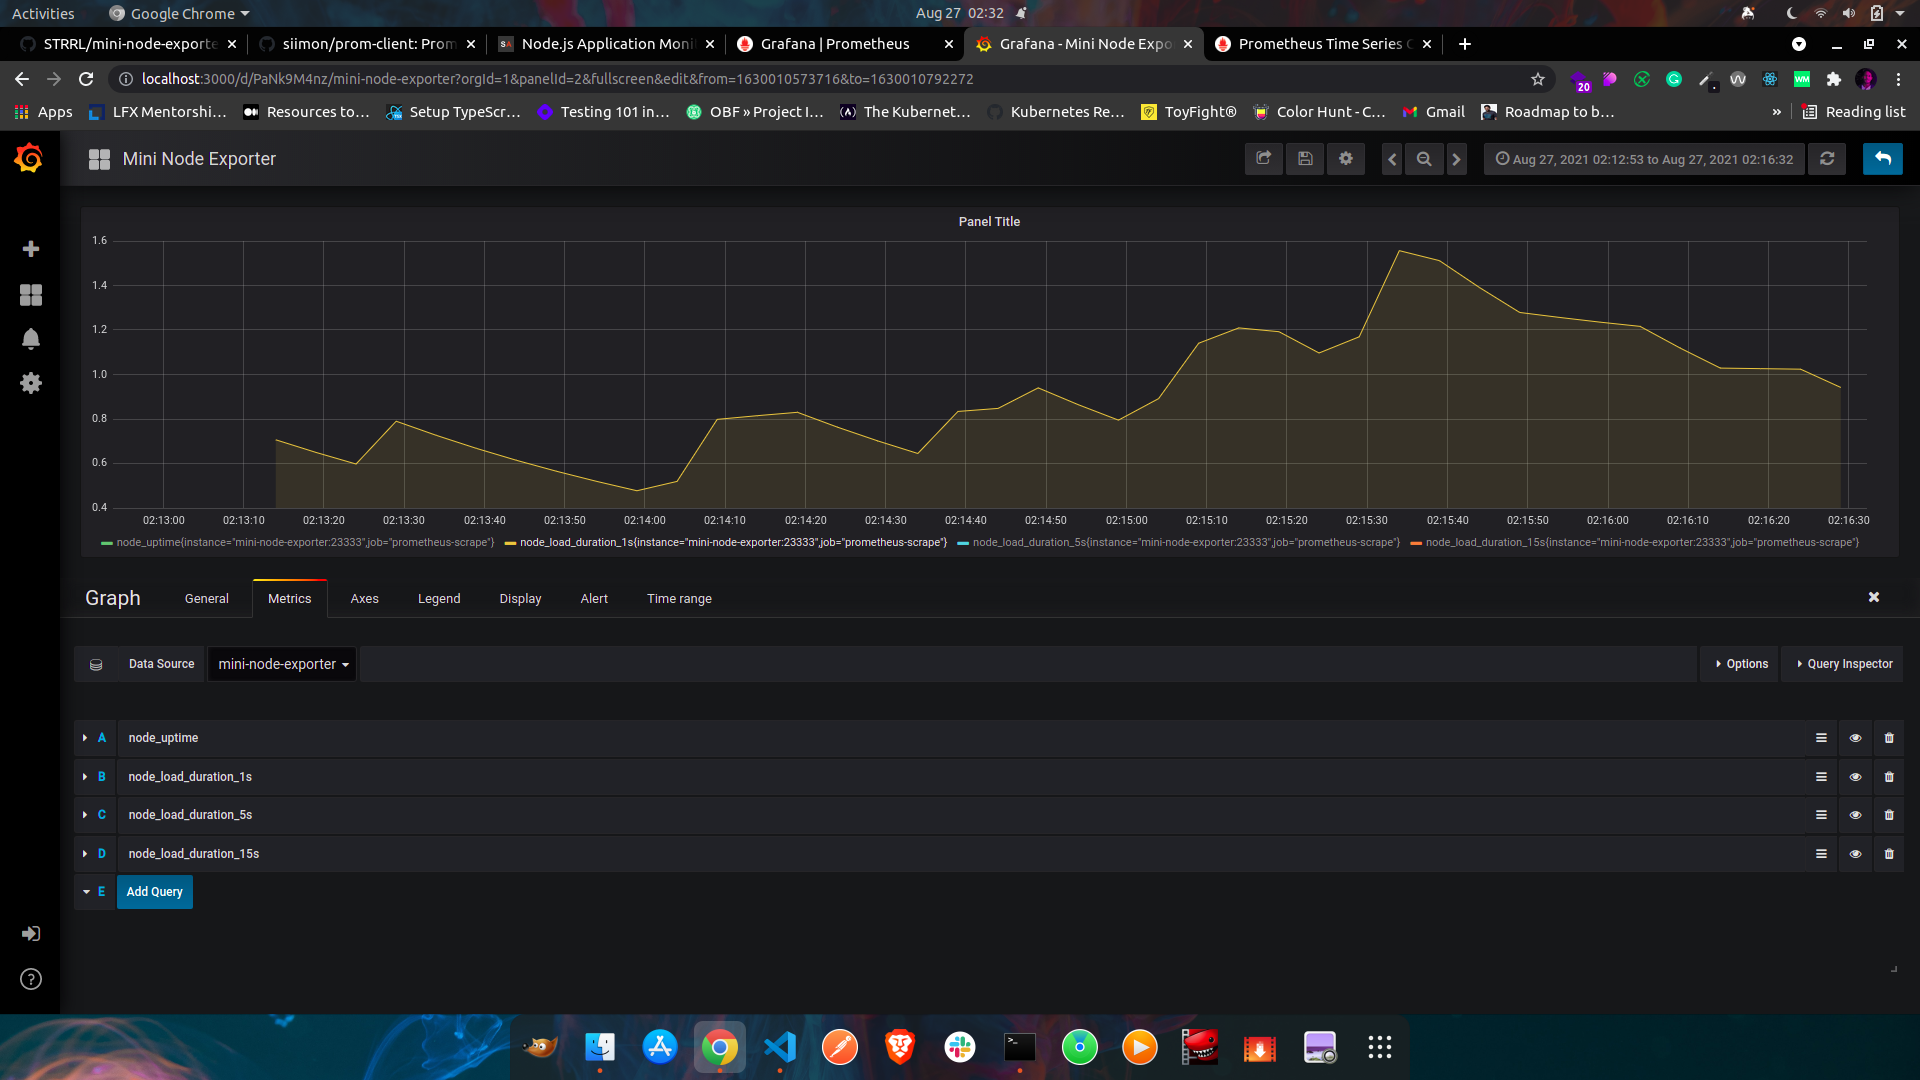 Activities
Google Chrome
Aug 27 02:32
STRRL/mini-node-exporte
siimon/prom-client: Prom
Node.js Application Moni
Grafana | Prometheus
Grafana - Mini Node Expo
Prometheus Time Series C
localhost:3000/d/PaNk9M4nz/mini-node-exporter?orgId=1&panelId=2&fullscreen&edit&from=1630010573716&to=1630010792272
20
Apps
LFX Mentorshi…
Resources to…
Setup TypeScr…
Testing 101 in…
OBF » Project I…
The Kubernet…
Kubernetes Re…
ToyFight®
Color Hunt - C…
Gmail
Roadmap to b…
»
Reading list
Mini Node Exporter
Aug 27, 2021 02:12:53 to Aug 27, 2021 02:16:32
Panel Title
1.6
1.4
1.2
1.0
0.8
0.6
0.4
02:13:00 02:13:10 02:13:20 02:13:30 02:13:40 02:13:50 02:14:00 02:14:10 02:14:20 02:14:30 02:14:40 02:14:50 02:15:00 02:15:10 02:15:20 02:15:30 02:15:40 02:15:50 02:16:00 02:16:10 02:16:20 02:16:30
node_uptime{instance="mini-node-exporter:23333",job="prometheus-scrape"} node_load_duration_1s{instance="mini-node-exporter:23333",job="prometheus-scrape"} node_load_duration_5s{instance="mini-node-exporter:23333",job="prometheus-scrape"} node_load_duration_15s{instance="mini-node-exporter:23333",job="prometheus-scrape"}
Graph General Metrics Axes Legend Display Alert Time range
Data Source mini-node-exporter
Options
Query Inspector
A node_uptime
B node_load_duration_1s
C node_load_duration_5s
D node_load_duration_15s
E Add Query